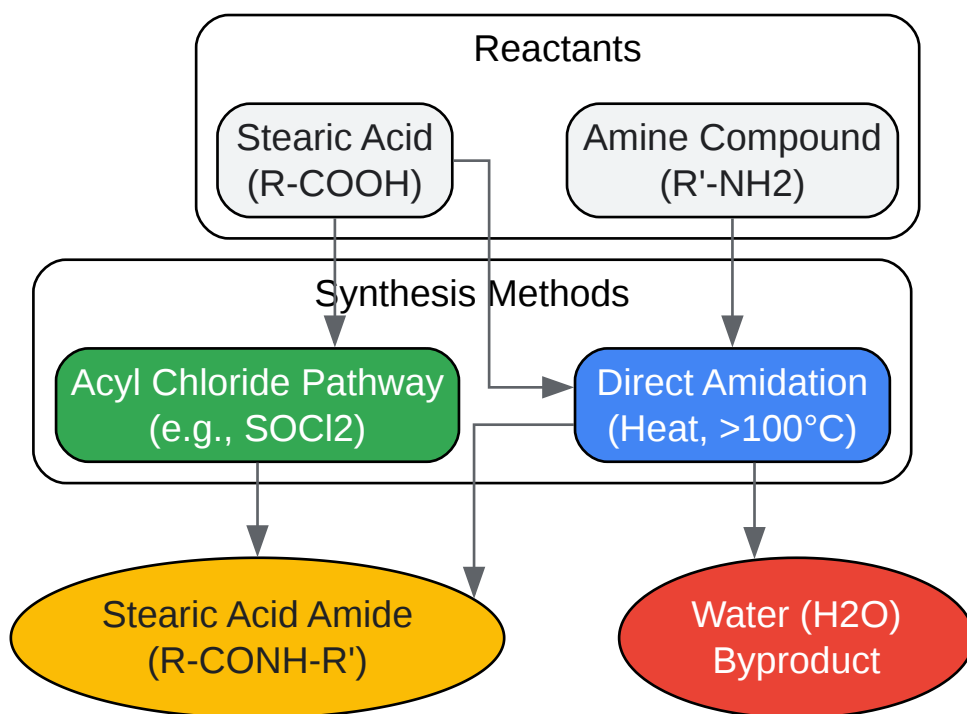 Reactants
Stearic Acid
(R-COOH)
Amine Compound
(R'-NH2)
Synthesis Methods
Acyl Chloride Pathway
(e.g., SOCl2)
Direct Amidation
(Heat, >100°C)
Stearic Acid Amide
(R-CONH-R')
Water (H2O)
Byproduct